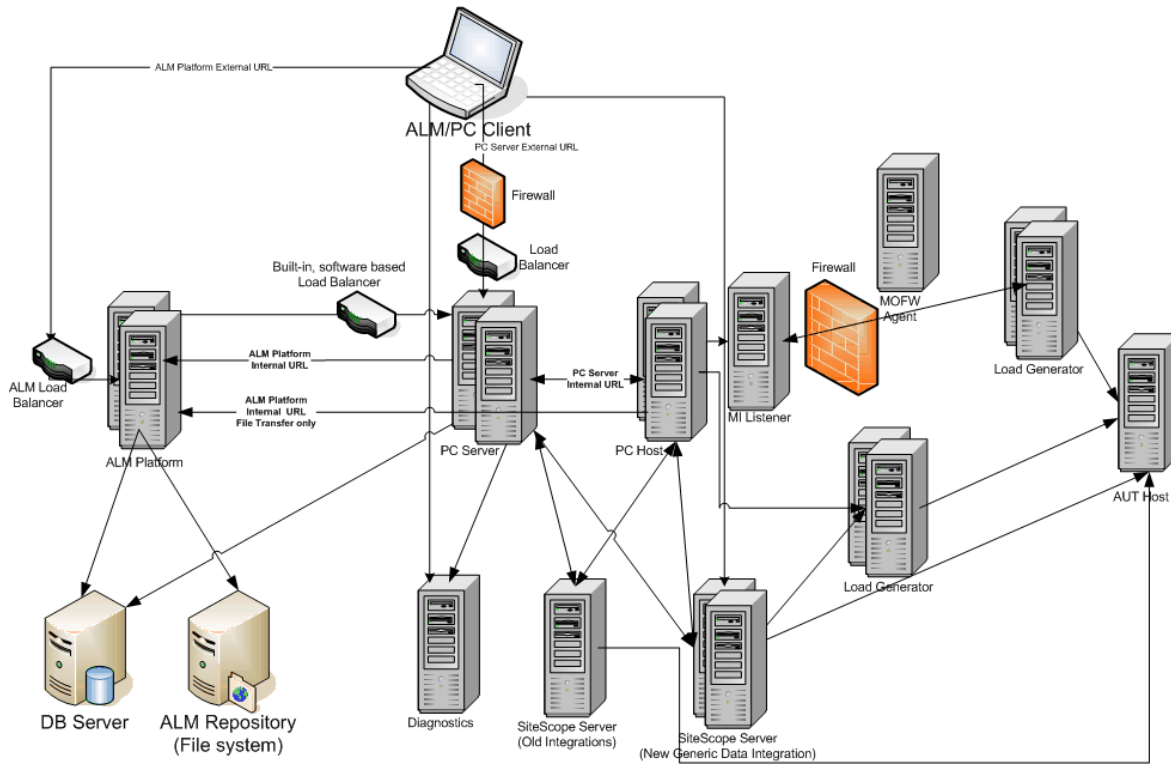 ALM Platform External URL
ALM/PC Client
PC Server External URL
Firewall
Load
Balancer
Built-in, software based
Load Balancer
Firewall
MOFW
Agent
Load Generator
ALM Load
Balancer
ALM Platform
Internal URL
ALM Platform
Internal URL
File Transfer only
PC Server
Internal URL
MI Listener
ALM Platform
PC Server
PC Host
AUT Host
Load Generator
DB Server
ALM Repository
(File system)
Diagnostics
SiteScope Server
(Old Integrations)
SiteScope Server
(New Generic Data Integration)